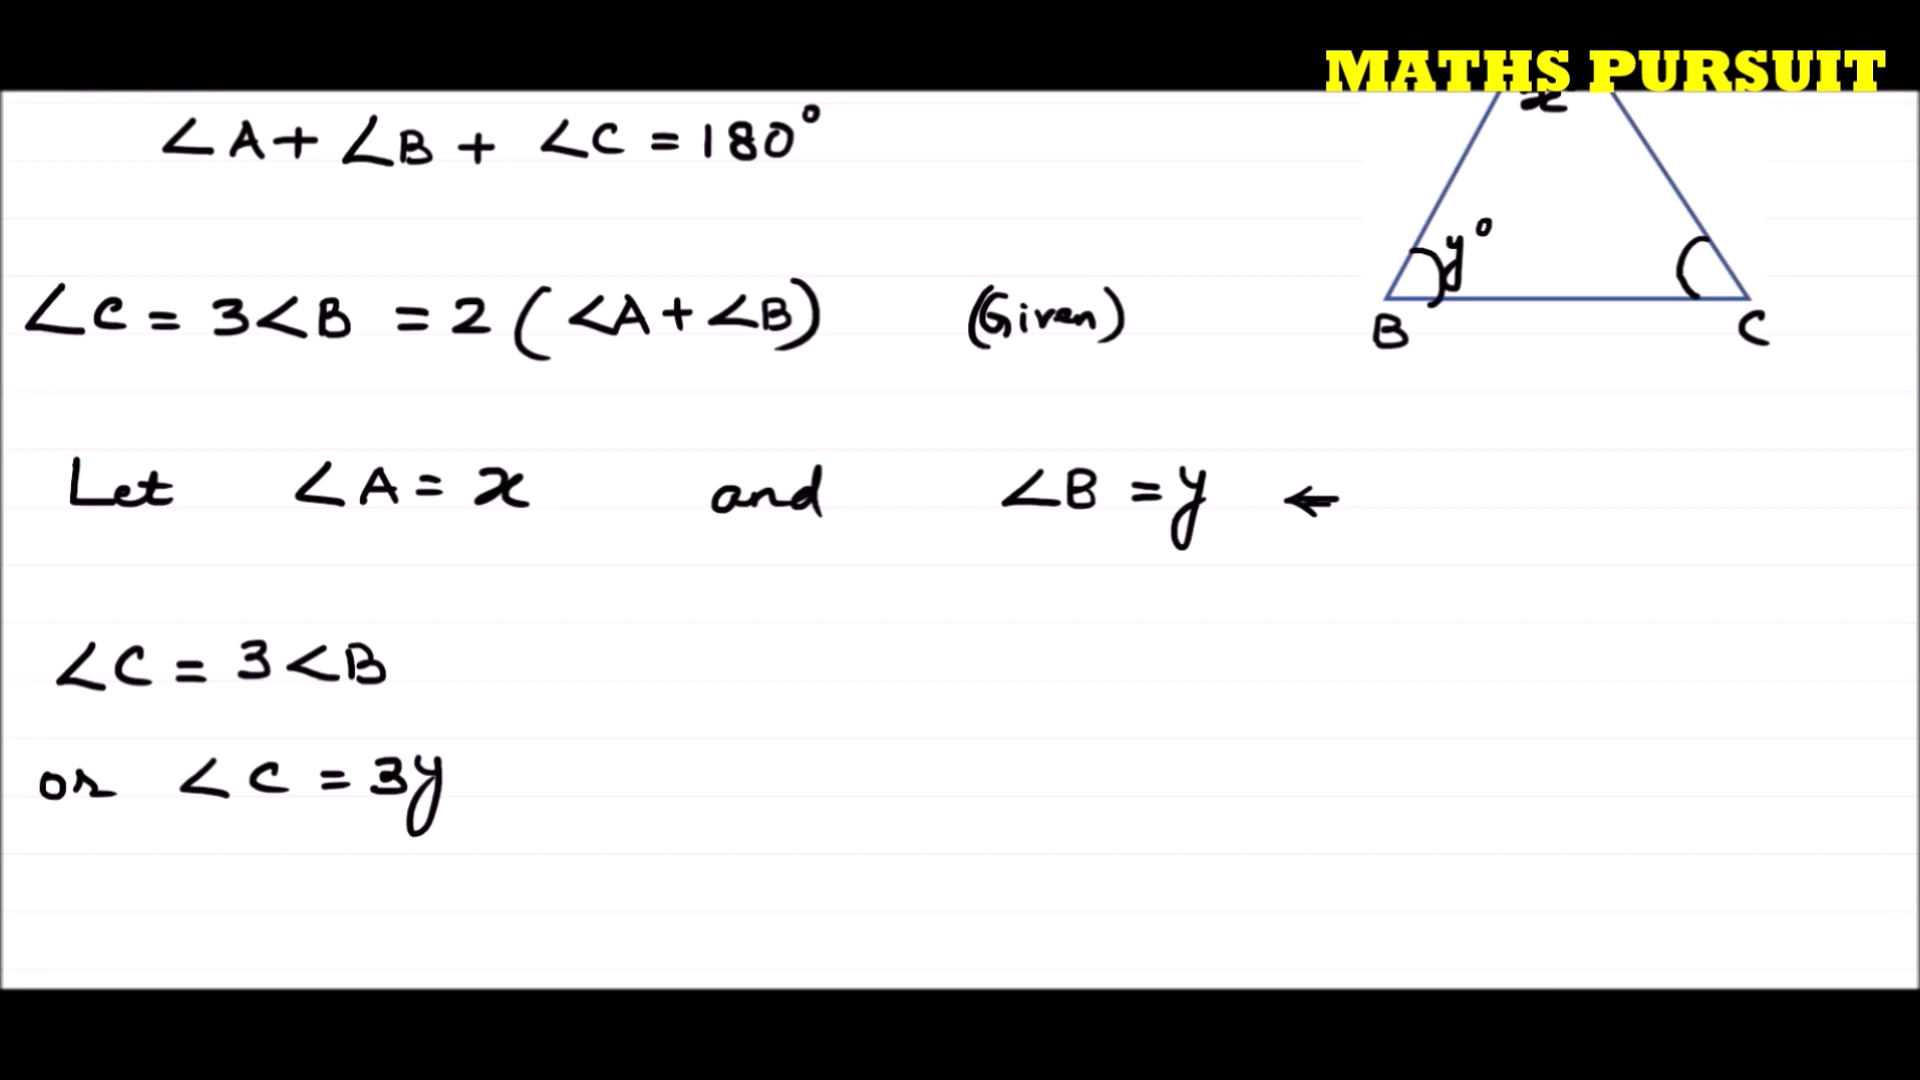 MATHS PURSUIT
∠A + ∠B + ∠C = 180°
x
y°
B C
∠C = 3∠B = 2(∠A + ∠B) (Given)
Let ∠A = x and ∠B = y ←
∠C = 3∠B
or ∠C = 3y